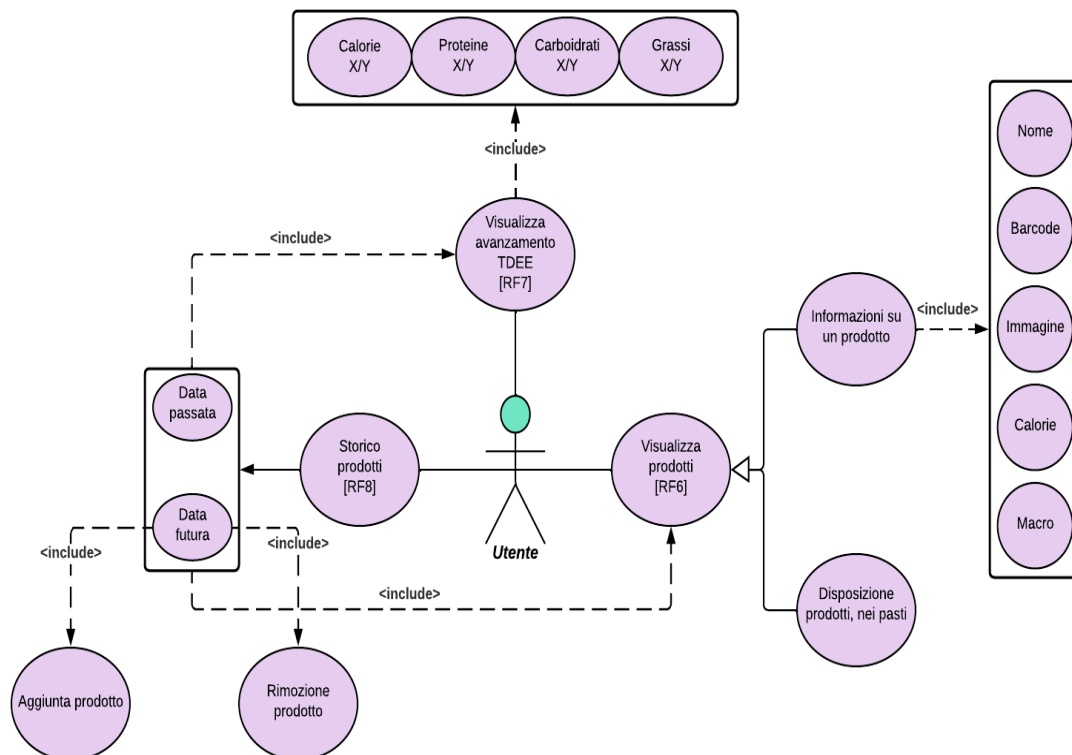 Calorie
X/Y
Proteine
X/Y
Carboidrati
X/Y
Grassi
X/Y
<include>
Nome
Visualizza
avanzamento
TDEE
[RF7]
<include>
Barcode
Informazioni su
un prodotto
<include>
Immagine
Data
passata
Storico
prodotti
[RF8]
Visualizza
prodotti
[RF6]
Calorie
Data
futura
<include>
<include>
Utente
Macro
<include>
Disposizione
prodotti, nei pasti
Aggiunta prodotto
Rimozione
prodotto